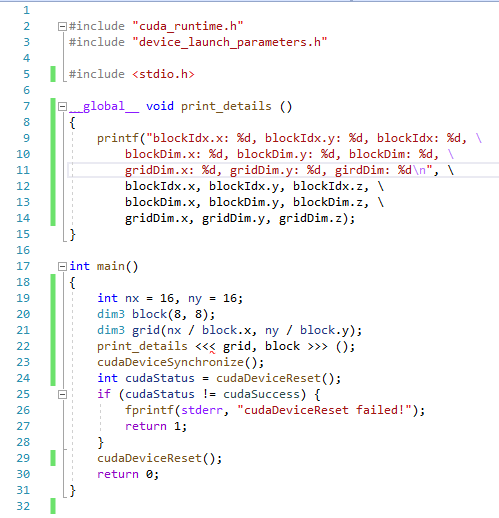 1
2 #include "cuda_runtime.h"
3 #include "device_launch_parameters.h"
4
5 #include <stdio.h>
6
7 __global__ void print_details ()
8 {
9 printf("blockIdx.x: %d, blockIdx.y: %d, blockIdx: %d, \
10 blockDim.x: %d, blockDim.y: %d, blockDim: %d, \
11 gridDim.x: %d, gridDim.y: %d, girdDim: %d\n", \
12 blockIdx.x, blockIdx.y, blockIdx.z, \
13 blockDim.x, blockDim.y, blockDim.z, \
14 gridDim.x, gridDim.y, gridDim.z);
15 }
16
17 int main()
18 {
19 int nx = 16, ny = 16;
20 dim3 block(8, 8);
21 dim3 grid(nx / block.x, ny / block.y);
22 print_details <<< grid, block >>> ();
23 cudaDeviceSynchronize();
24 int cudaStatus = cudaDeviceReset();
25 if (cudaStatus != cudaSuccess) {
26 fprintf(stderr, "cudaDeviceReset failed!");
27 return 1;
28 }
29 cudaDeviceReset();
30 return 0;
31 }
32